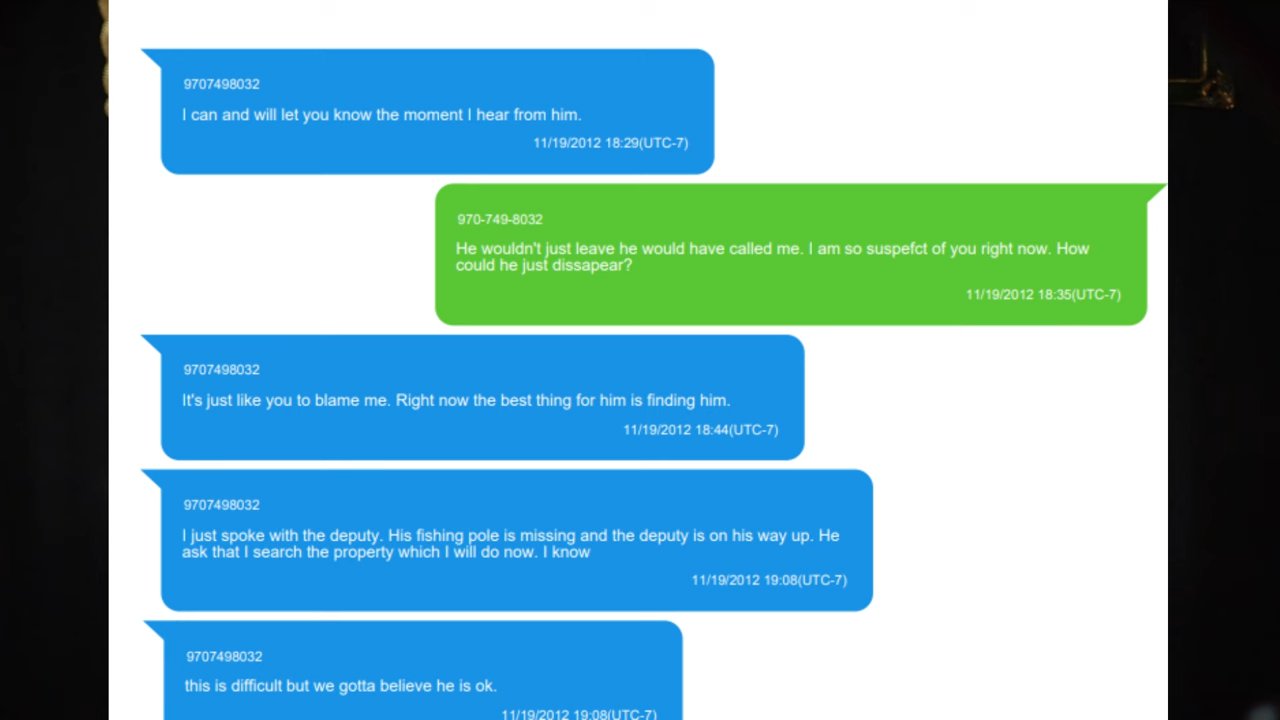 9707498032
I can and will let you know the moment I hear from him.
11/19/2012 18:29(UTC-7)
970-749-8032
He wouldn't just leave he would have called me. I am so suspefct of you right now. How
could he just dissapear?
11/19/2012 18:35(UTC-7)
9707498032
It's just like you to blame me. Right now the best thing for him is finding him.
11/19/2012 18:44(UTC-7)
9707498032
I just spoke with the deputy. His fishing pole is missing and the deputy is on his way up. He
ask that I search the property which I will do now. I know
11/19/2012 19:08(UTC-7)
9707498032
this is difficult but we gotta believe he is ok.
11/19/2012 19:08(UTC-7)